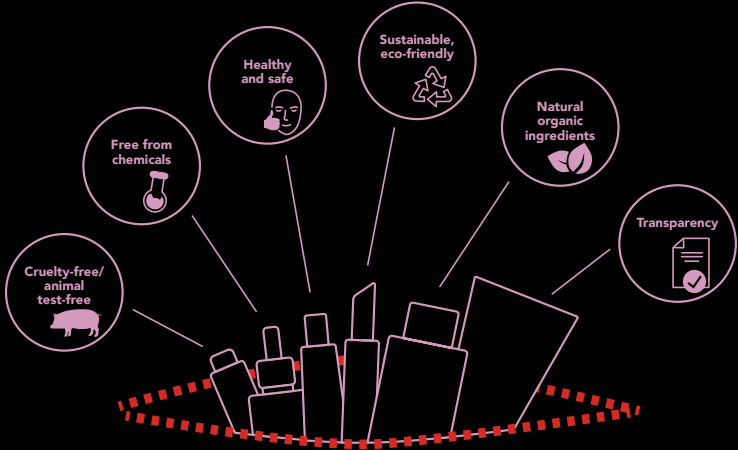 Sustainable,
eco-friendly
Healthy
and safe
Natural
organic
ingredients
Free from
chemicals
Transparency
Cruelty-free/
animal
test-free